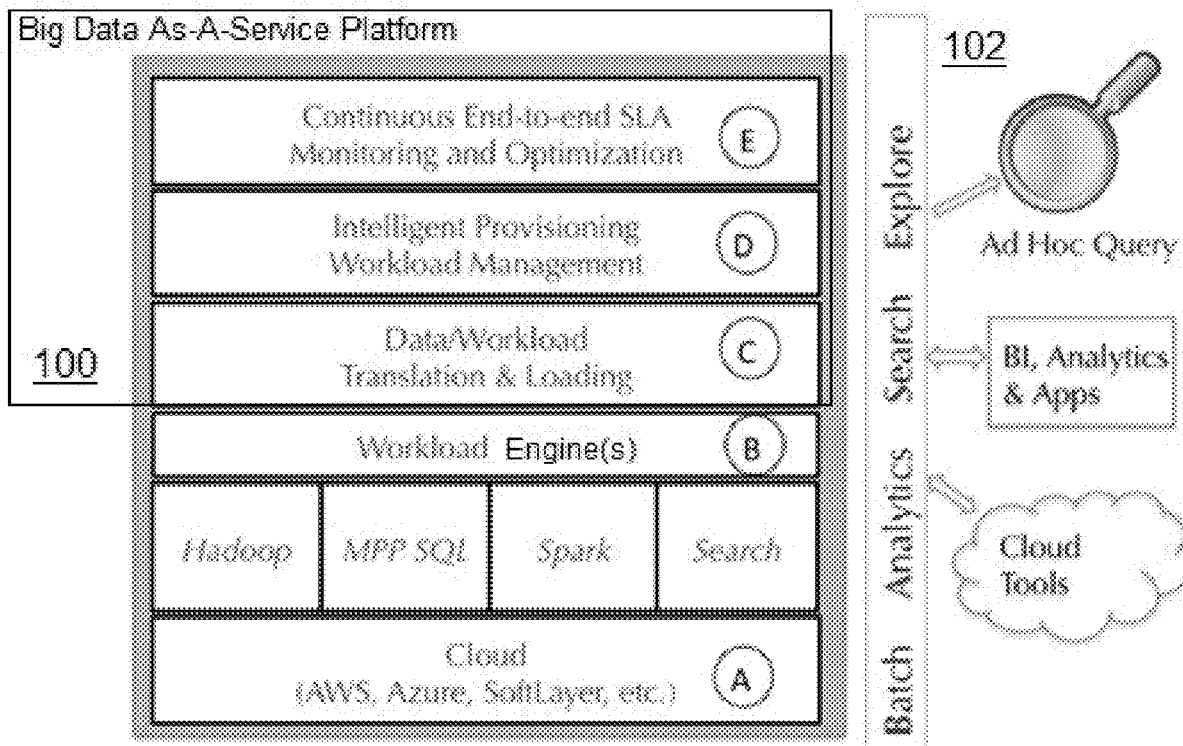 Big Data As-A-Service Platform
Continuous End-to-end SLA
Monitoring and Optimization
E
Intelligent Provisioning
Workload Management
D
Data/Workload
Translation & Loading
C
100
Workload Engine(s)
B
Hadoop
MPP SQL
Spark
Search
Cloud
(AWS, Azure, SoftLayer, etc.)
A
Batch Analytics Search Explore
102
Ad Hoc Query
BI, Analytics
& Apps
Cloud
Tools